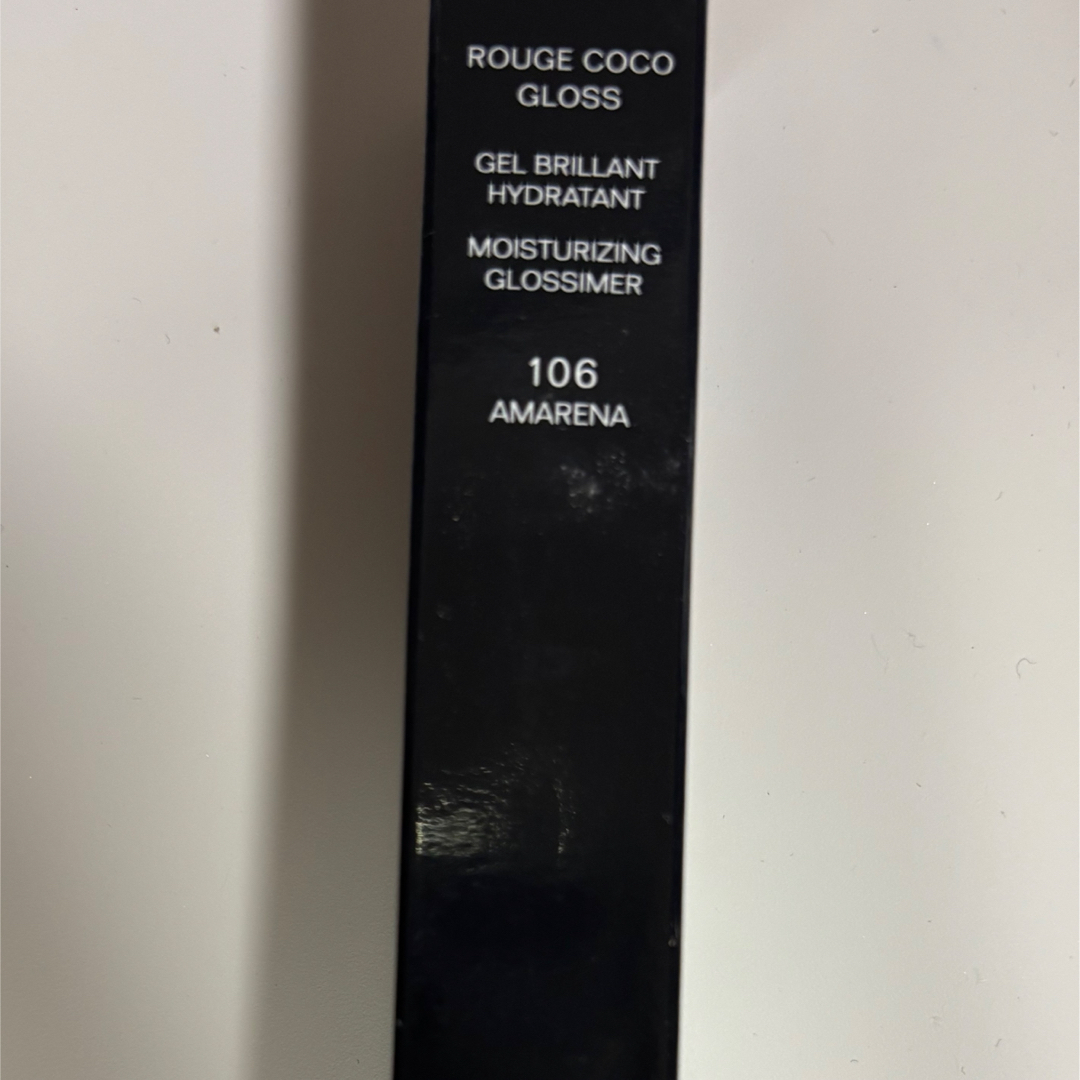 ROUGE COCO
GLOSS
GEL BRILLANT
HYDRATANT
MOISTURIZING
GLOSSIMER
106
AMARENA